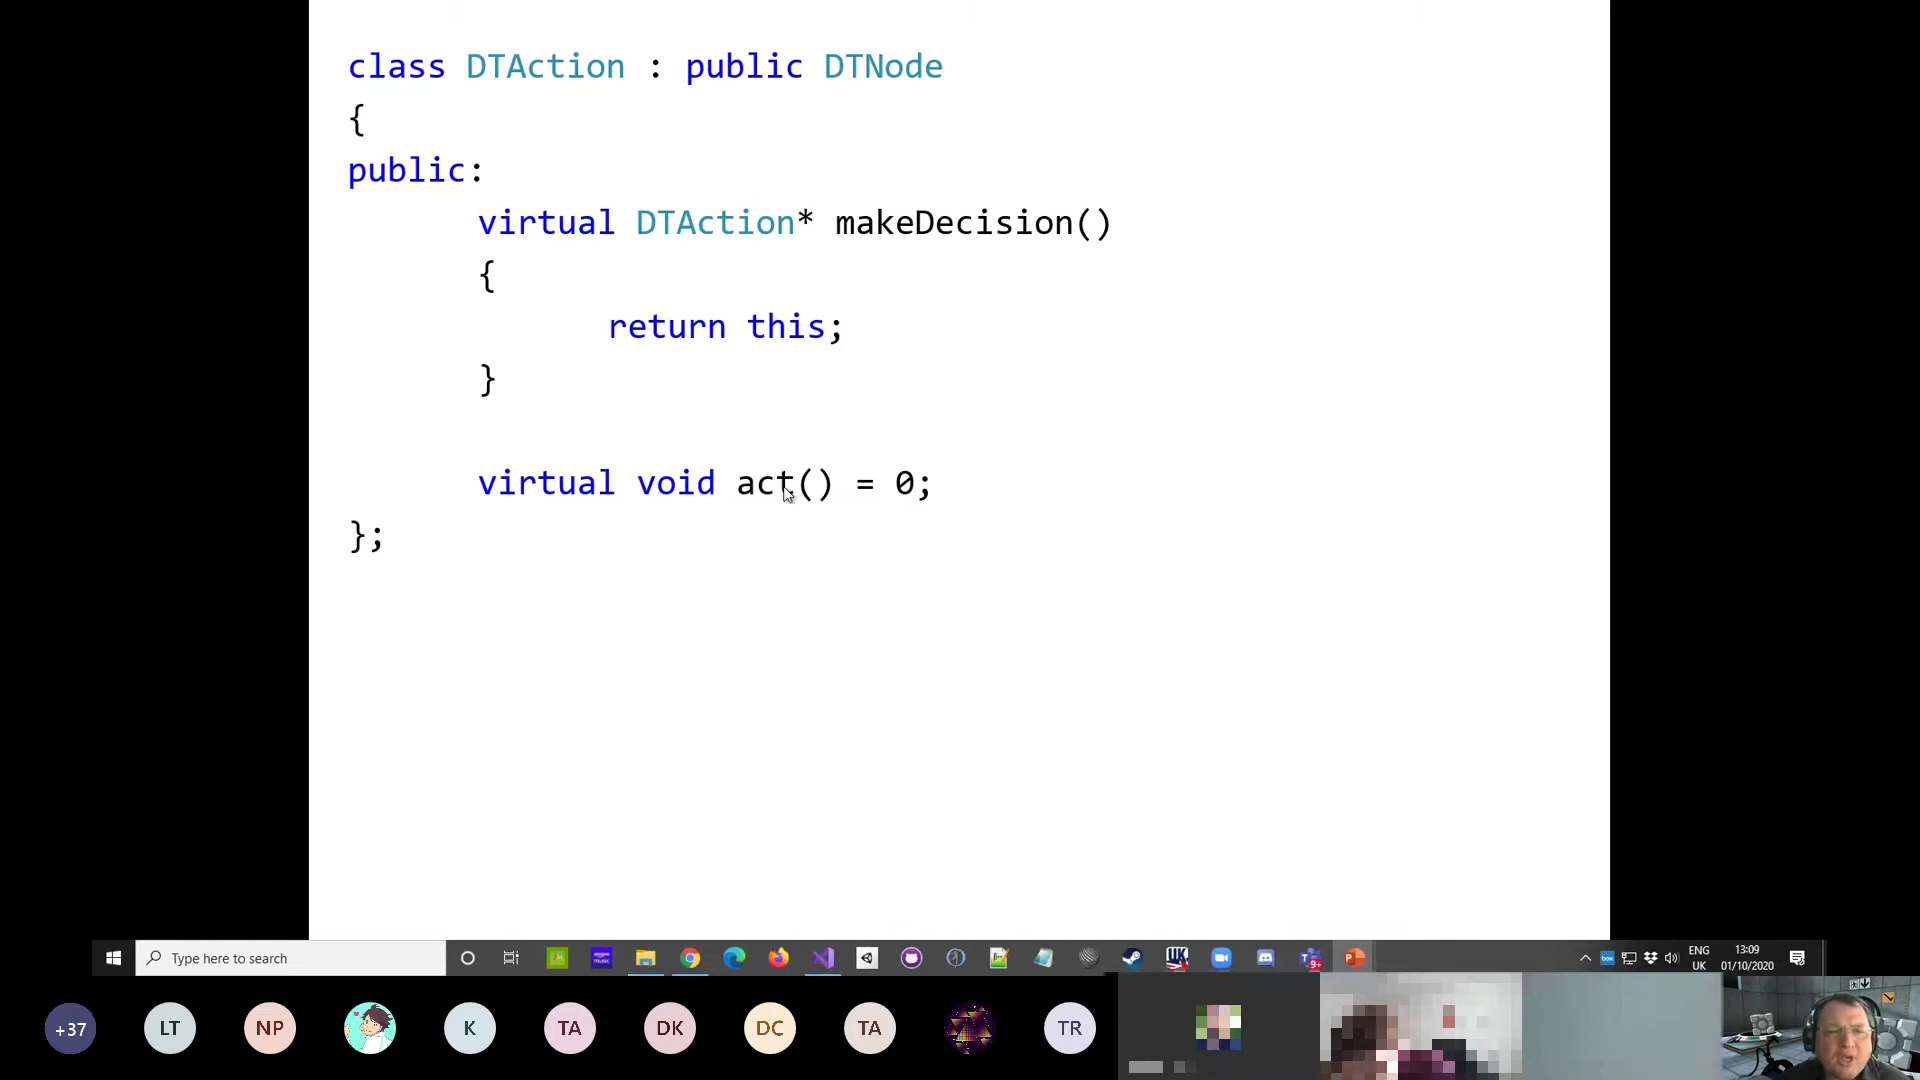 class DTAction : public DTNode
{
public:
virtual DTAction* makeDecision()
{
return this;
}
virtual void act() = 0;
};
Type here to search
ENG
UK
13:09
01/10/2020
+37
LT
NP
K
TA
DK
DC
TA
TR